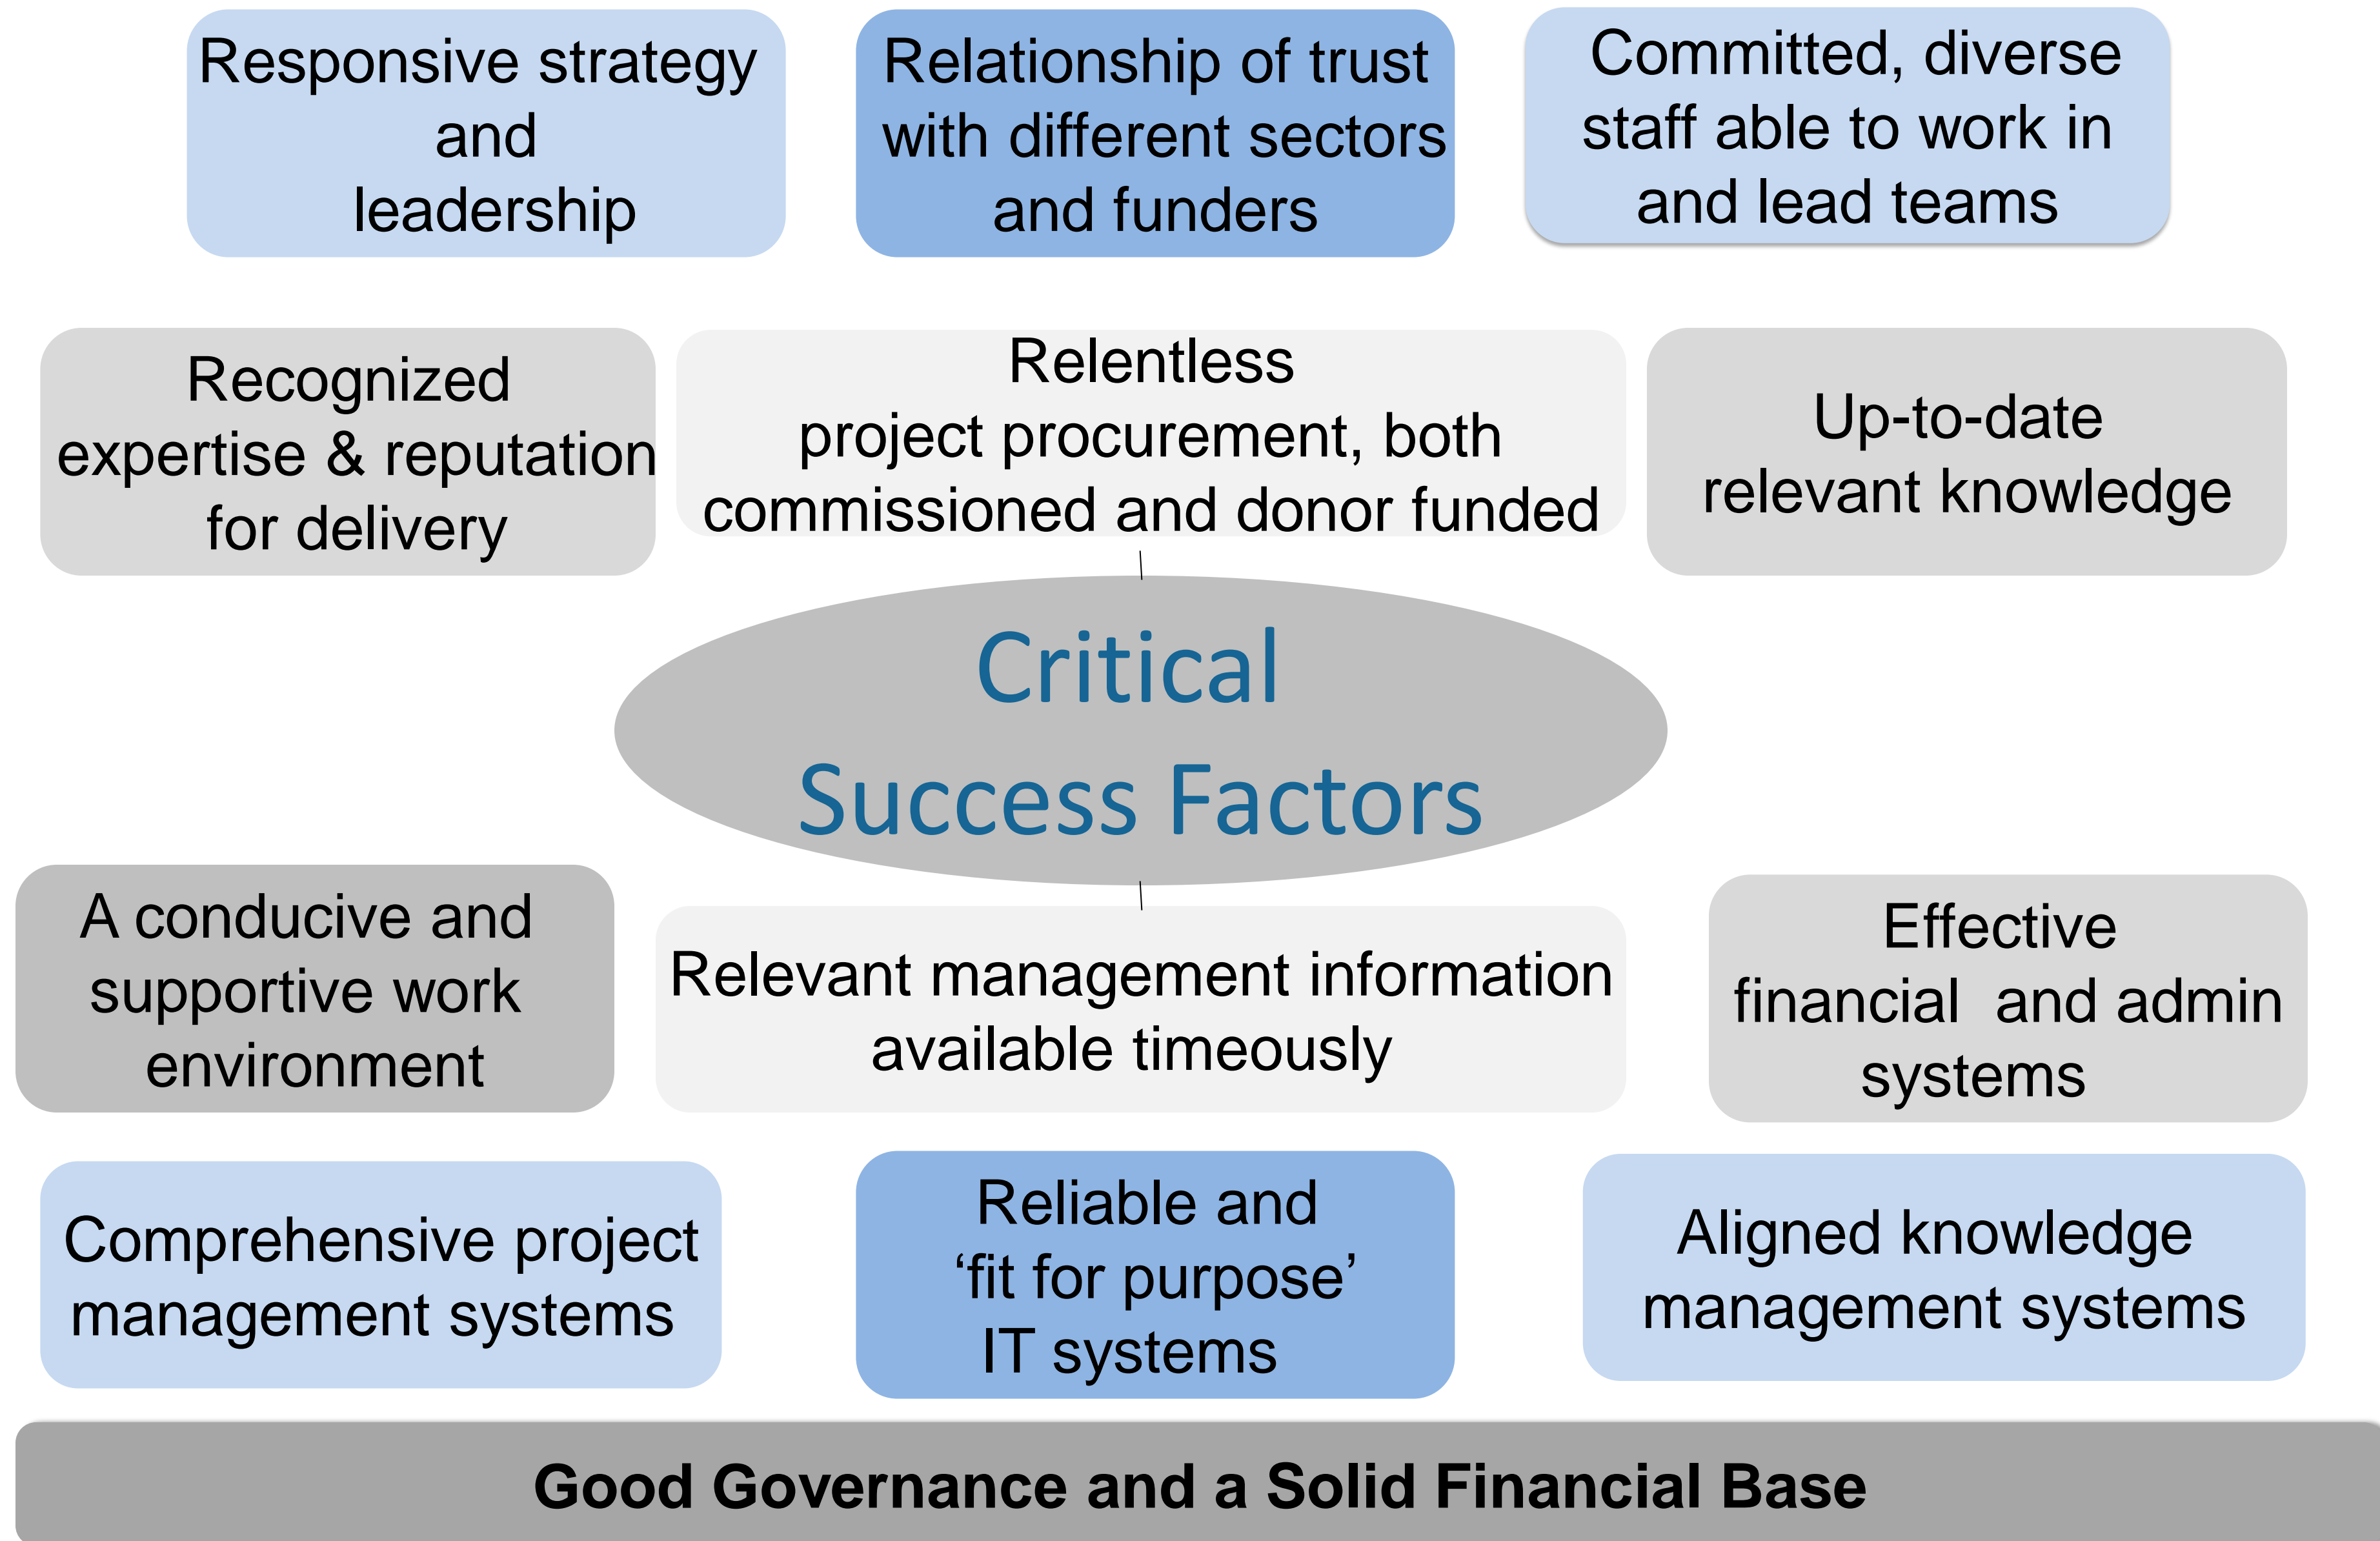 Responsive strategy
and
leadership
Relationship of trust
with different sectors
and funders
Committed, diverse
staff able to work in
and lead teams
Recognized
expertise & reputation
for delivery
Relentless
project procurement, both
commissioned and donor funded
Up-to-date
relevant knowledge
Critical
Success Factors
A conducive and
supportive work
environment
Relevant management information
available timeously
Effective
financial  and admin
systems
Comprehensive project
management systems
Reliable and
‘fit for purpose’
IT systems
Aligned knowledge
management systems
Good Governance and a Solid Financial Base